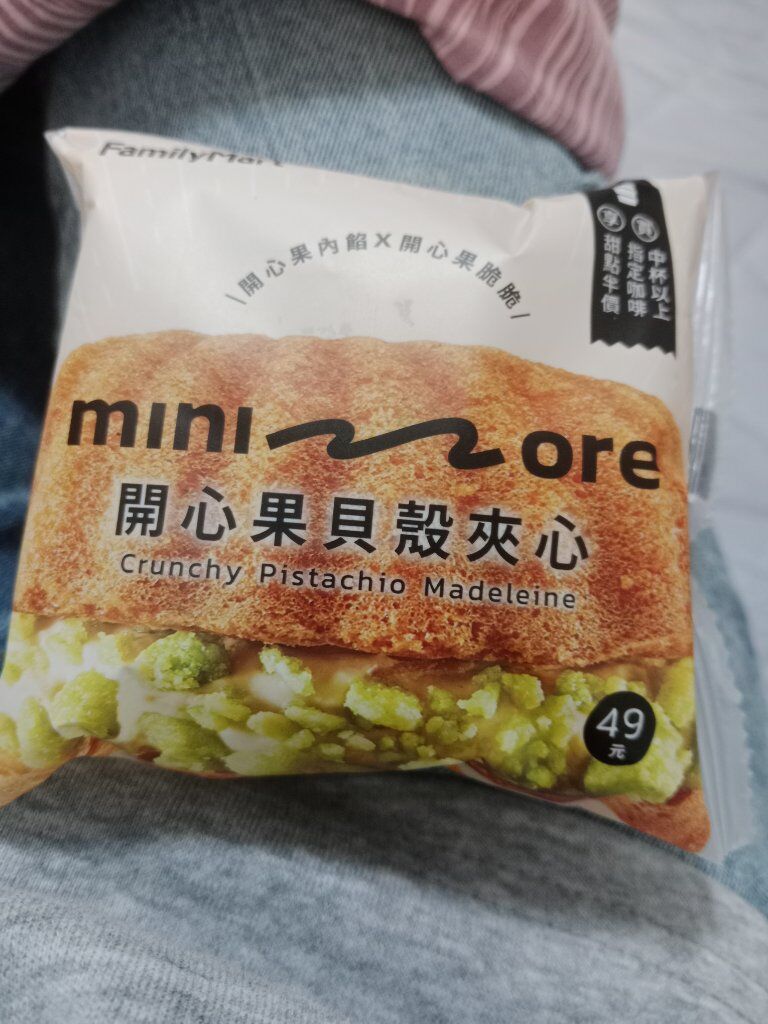 FamilyMart
\開心果內餡X開心果脆脆/
買 中杯以上
指定咖啡
享 甜點半價
mini more
開心果貝殼夾心
Crunchy Pistachio Madeleine
49
元